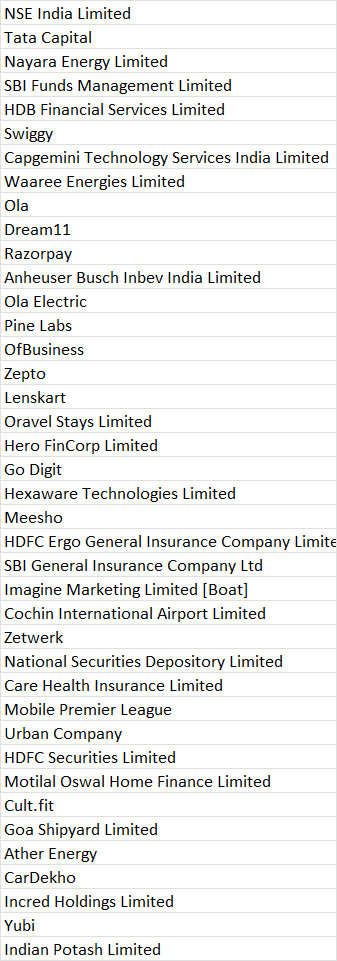 NSE India Limited
Tata Capital
Nayara Energy Limited
SBI Funds Management Limited
HDB Financial Services Limited
Swiggy
Capgemini Technology Services India Limited
Waaree Energies Limited
Ola
Dream11
Razorpay
Anheuser Busch Inbev India Limited
Ola Electric
Pine Labs
OfBusiness
Zepto
Lenskart
Oravel Stays Limited
Hero FinCorp Limited
Go Digit
Hexaware Technologies Limited
Meesho
HDFC Ergo General Insurance Company Limite
SBI General Insurance Company Ltd
Imagine Marketing Limited [Boat]
Cochin International Airport Limited
Zetwerk
National Securities Depository Limited
Care Health Insurance Limited
Mobile Premier League
Urban Company
HDFC Securities Limited
Motilal Oswal Home Finance Limited
Cult.fit
Goa Shipyard Limited
Ather Energy
CarDekho
Incred Holdings Limited
Yubi
Indian Potash Limited